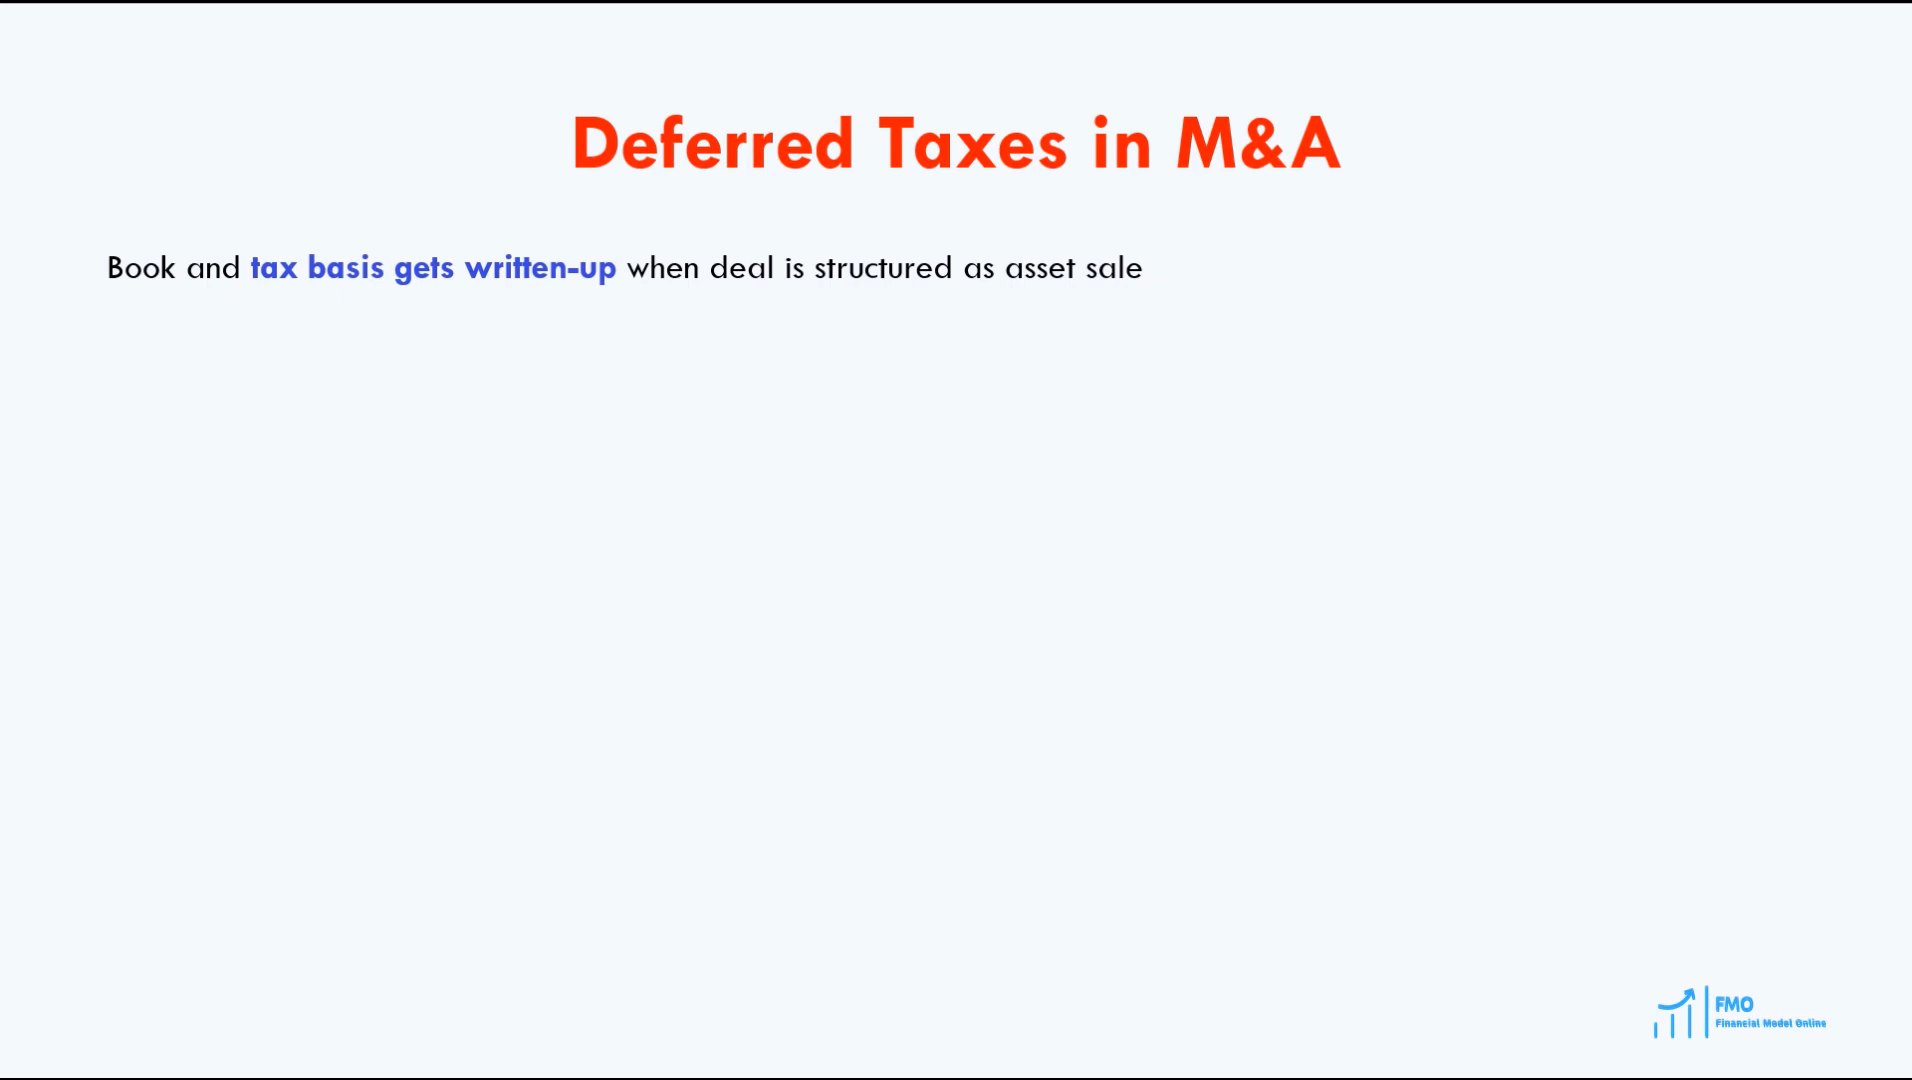 Deferred Taxes in M&A
Book and tax basis gets written-up when deal is structured as asset sale
FMO
Financial Model Online